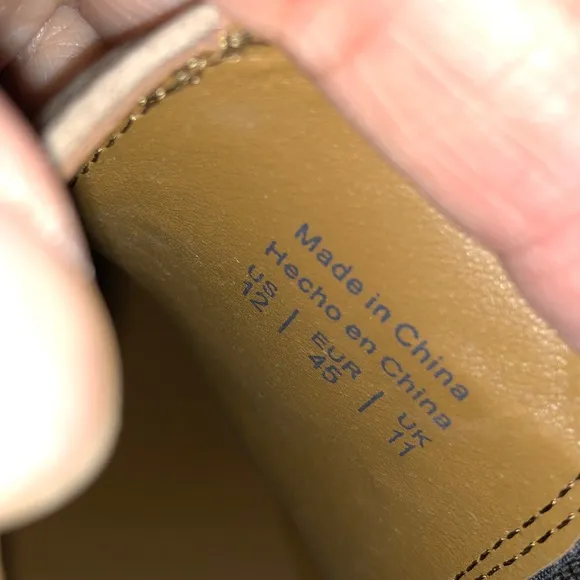 Made in China
Hecho en China
US | EUR | UK
12 | 45 | 11